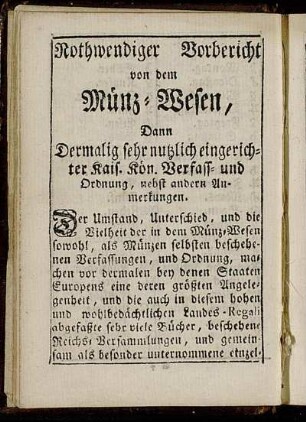 Nothwendiger Vorbericht
von dem
Münz-Wesen,
Dann
Dermalig sehr nutzlich eingerich-
ter Kais. Kön. Verfass- und
Ordnung, nebst andern An-
merkungen.
Der Umstand, Unterschied, und die
Vielheit der in dem Münz-Wesen
sowohl, als Münzen selbsten beschehe-
nen Verfassungen, und Ordnung, ma-
chen vor dermalen bey denen Staaten
Europens eine deren größten Angele-
genheit, und die auch in diesem hohen
und wohlbedächtlichen Landes-Regali
abgefaßte sehr viele Bücher, beschehen-
Reichs-Versammlungen, und gemein-
sam als besonder unternommene einzel-